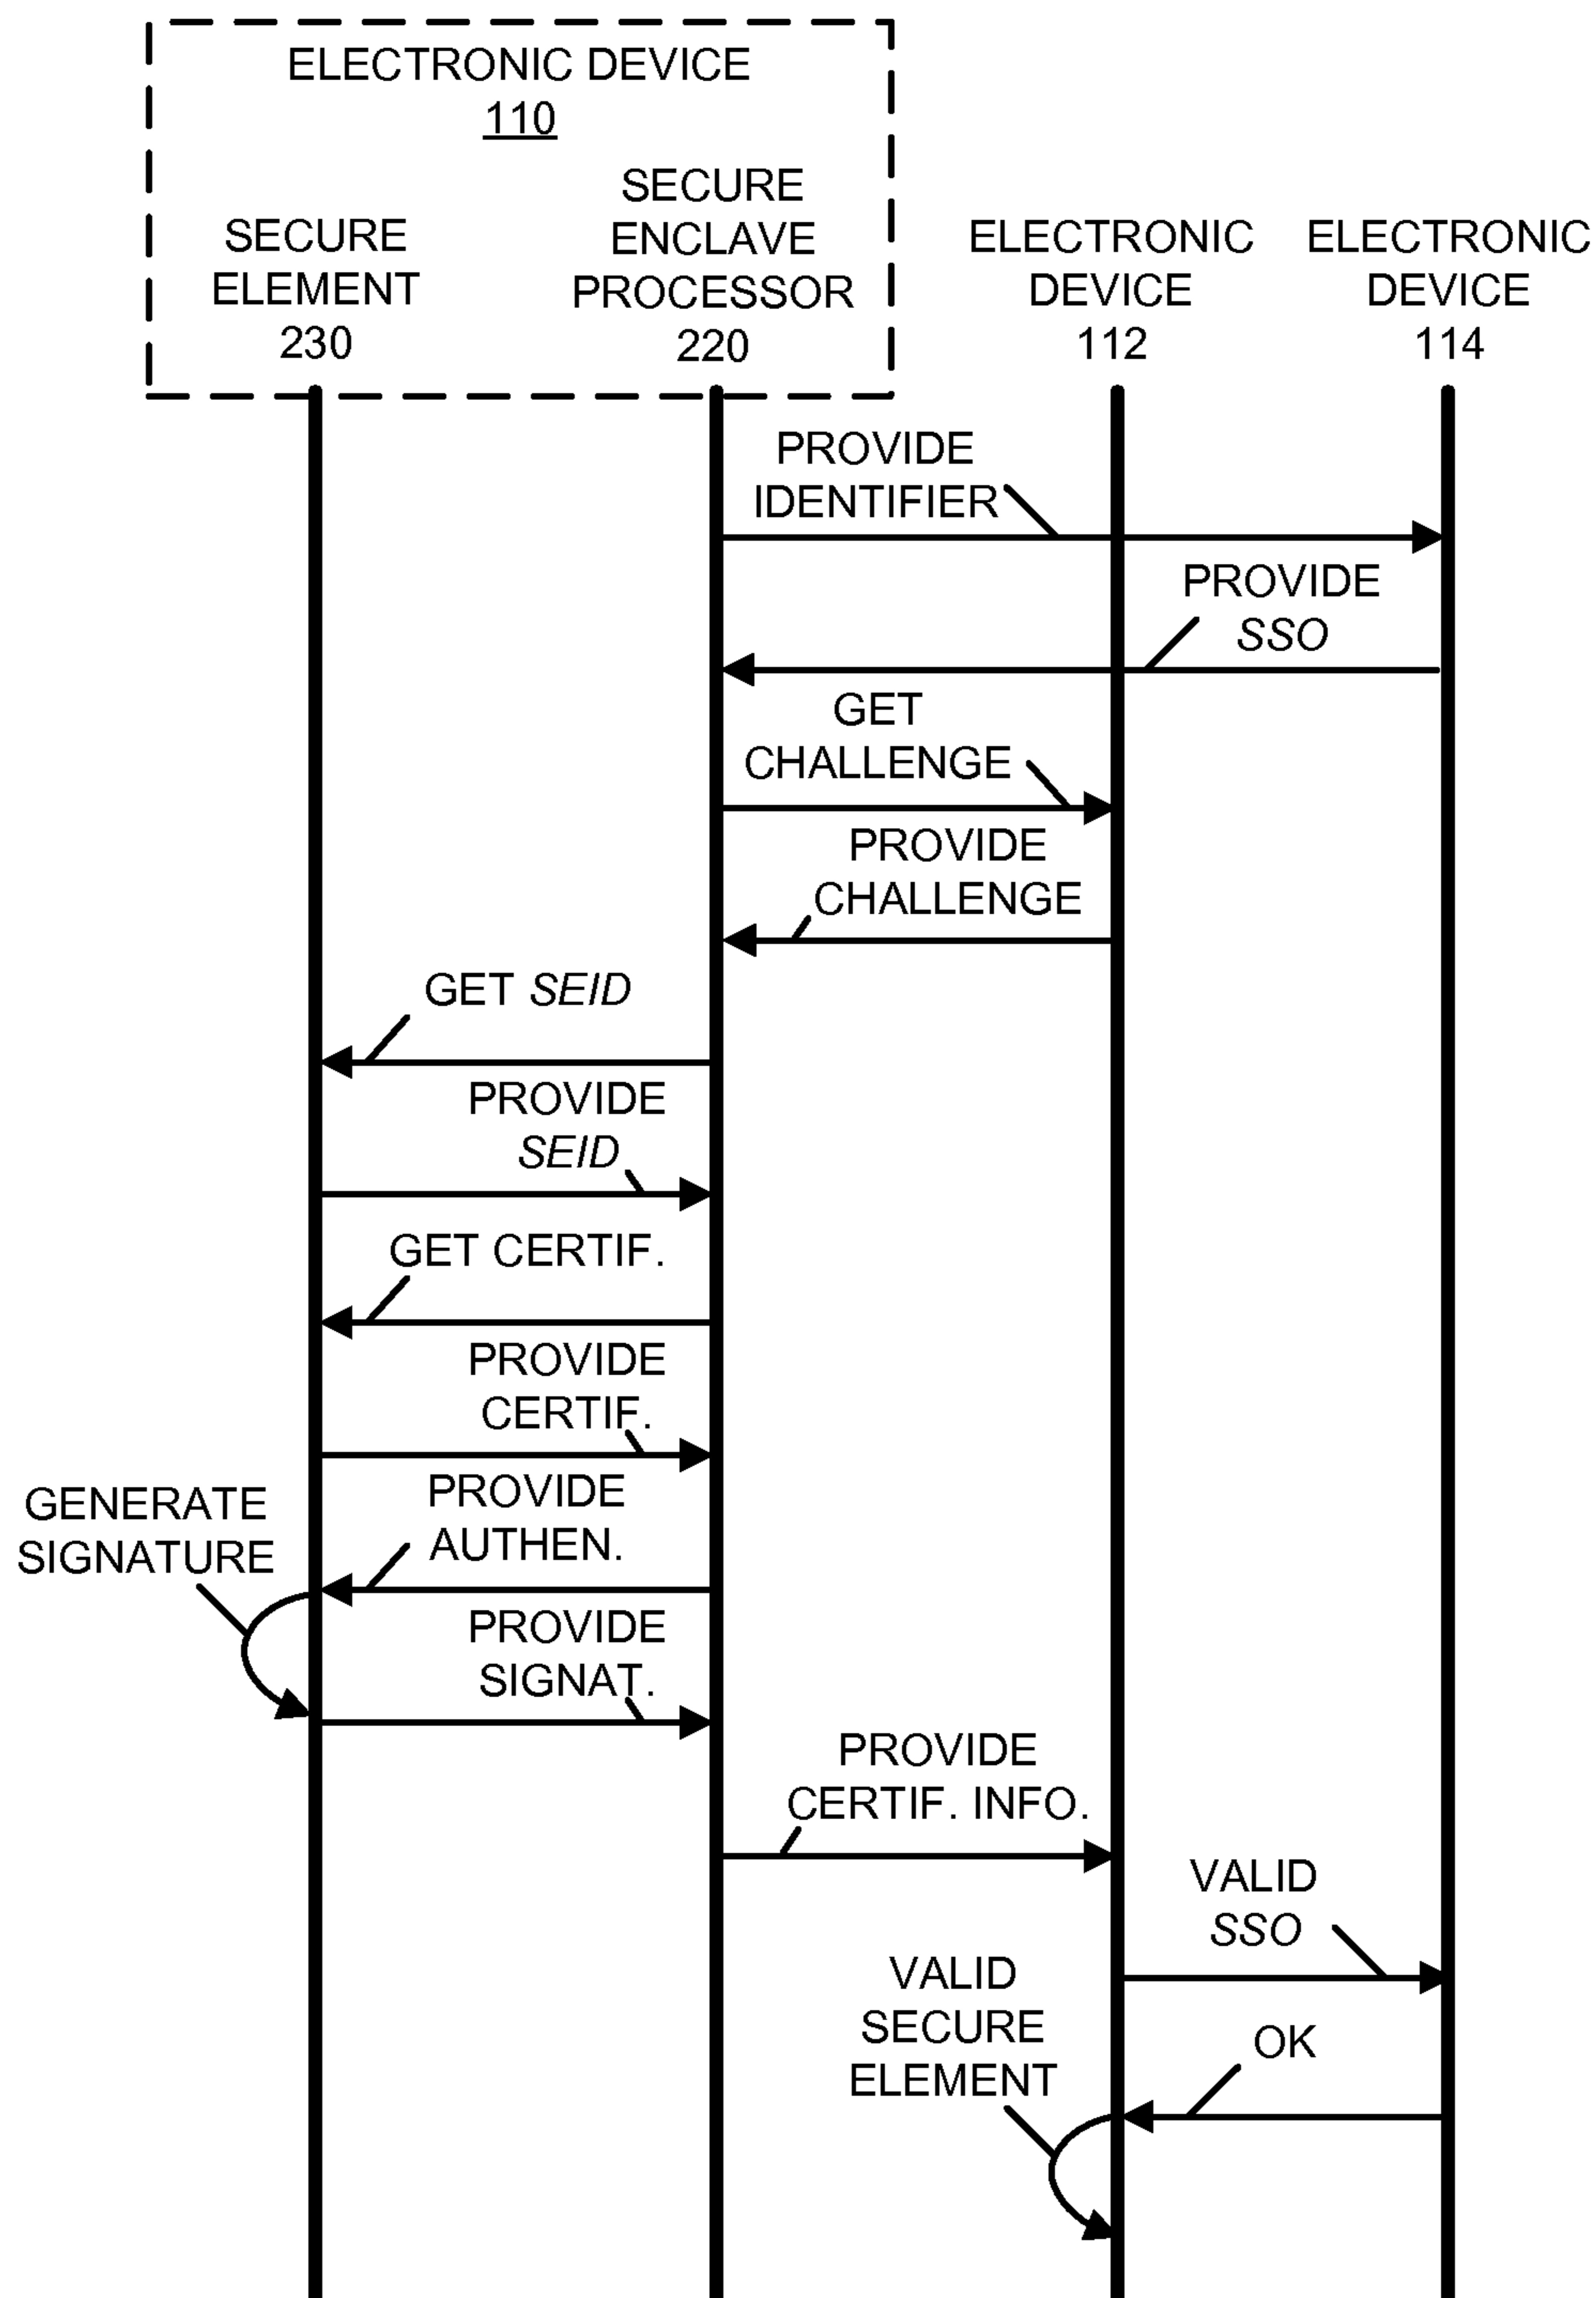 ELECTRONIC DEVICE
110
SECURE
ELEMENT
230
SECURE
ENCLAVE
PROCESSOR
220
ELECTRONIC
DEVICE
112
ELECTRONIC
DEVICE
114
PROVIDE
IDENTIFIER
PROVIDE
SSO
GET
CHALLENGE
PROVIDE
CHALLENGE
GET SEID
PROVIDE
SEID
GET CERTIF.
PROVIDE
CERTIF.
PROVIDE
AUTHEN.
GENERATE
SIGNATURE
PROVIDE
SIGNAT.
PROVIDE
CERTIF. INFO.
VALID
SSO
OK
VALID
SECURE
ELEMENT